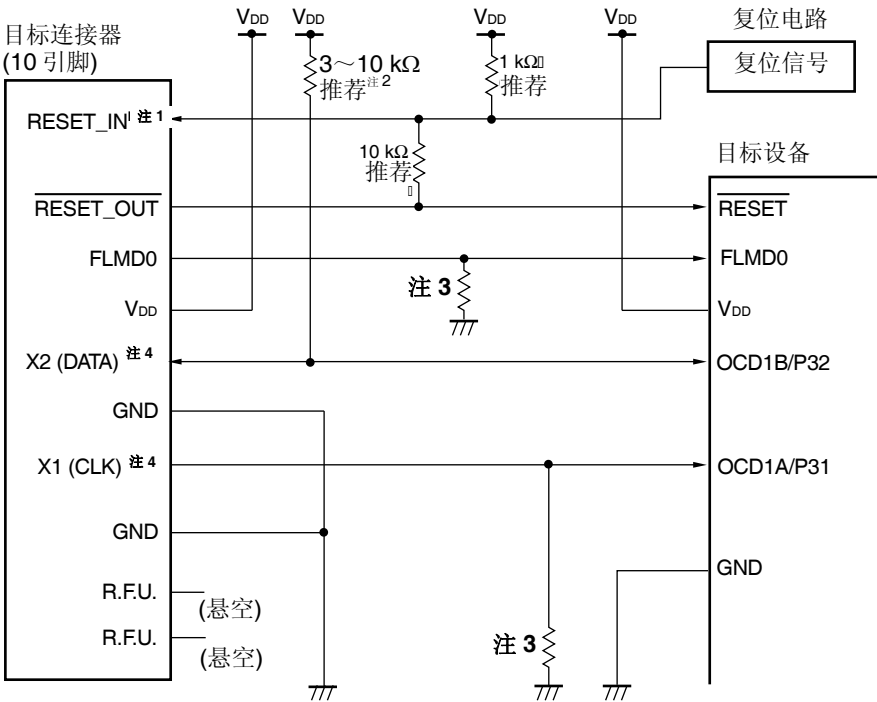 目标连接器
(10 引脚)
VDD
VDD
VDD
VDD
复位电路
复位信号
3～10 kΩ
推荐注2
1 kΩ
推荐
RESET_IN 注 1
10 kΩ
推荐
目标设备
RESET_OUT
RESET
FLMD0
FLMD0
注 3
VDD
VDD
X2 (DATA) 注 4
OCD1B/P32
GND
X1 (CLK) 注 4
OCD1A/P31
GND
GND
R.F.U.
(悬空)
R.F.U.
(悬空)
注 3